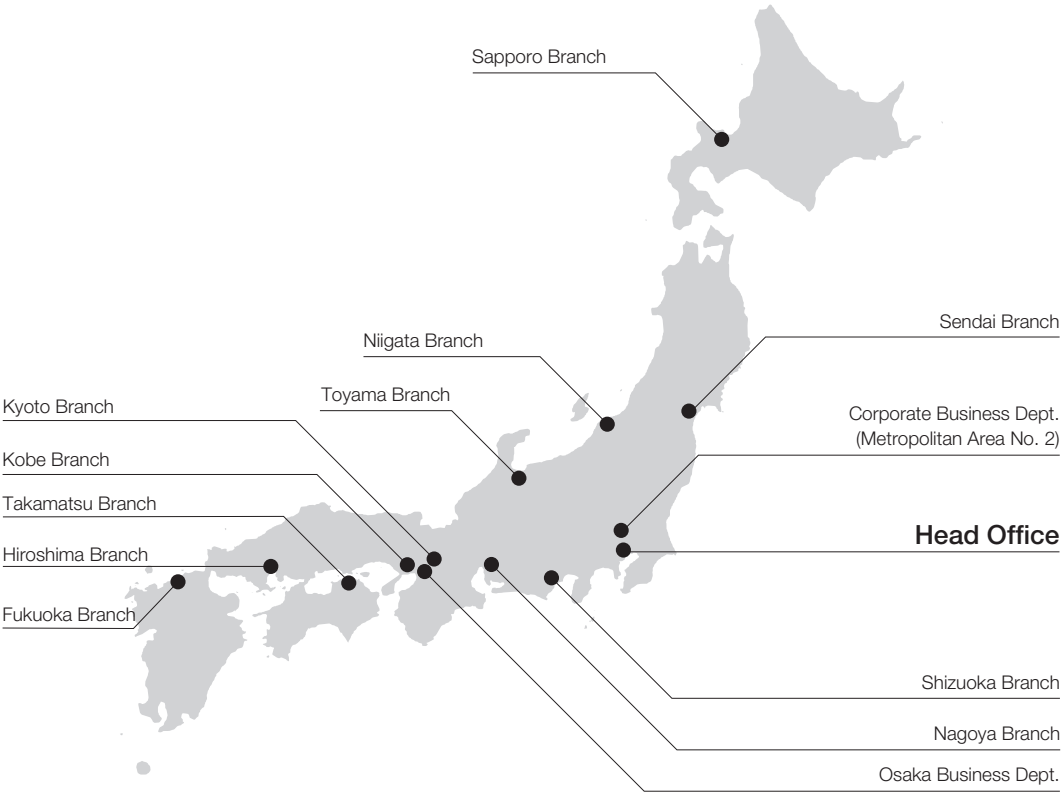 Sapporo Branch
Sendai Branch
Niigata Branch
Toyama Branch
Kyoto Branch
Corporate Business Dept.
(Metropolitan Area No. 2)
Kobe Branch
Takamatsu Branch
Head Office
Hiroshima Branch
Fukuoka Branch
Shizuoka Branch
Nagoya Branch
Osaka Business Dept.